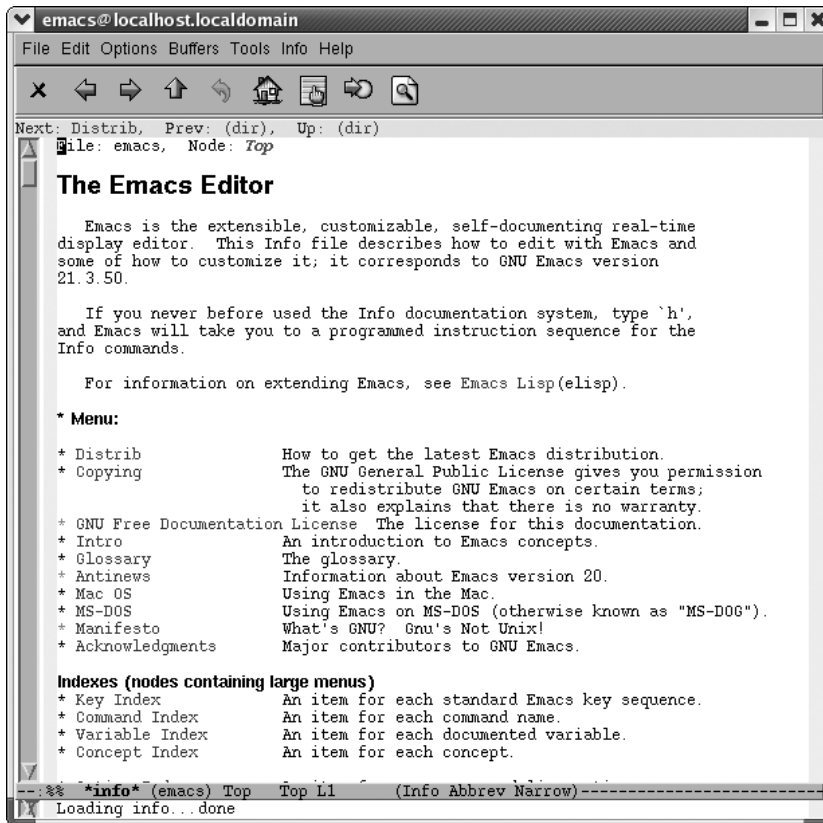 emacs@localhost.localdomain
File Edit Options Buffers Tools Info Help
Next: Distrib, Prev: (dir), Up: (dir)
File: emacs, Node: Top
The Emacs Editor
Emacs is the extensible, customizable, self-documenting real-time
display editor. This Info file describes how to edit with Emacs and
some of how to customize it; it corresponds to GNU Emacs version
21.3.50.
If you never before used the Info documentation system, type `h',
and Emacs will take you to a programmed instruction sequence for the
Info commands.
For information on extending Emacs, see Emacs Lisp(elisp).
* Menu:
* Distrib How to get the latest Emacs distribution.
* Copying The GNU General Public License gives you permission
to redistribute GNU Emacs on certain terms;
it also explains that there is no warranty.
* GNU Free Documentation License The license for this documentation.
* Intro An introduction to Emacs concepts.
* Glossary The glossary.
* Antinews Information about Emacs version 20.
* Mac OS Using Emacs in the Mac.
* MS-DOS Using Emacs on MS-DOS (otherwise known as "MS-DOG").
* Manifesto What's GNU? Gnu's Not Unix!
* Acknowledgments Major contributors to GNU Emacs.
Indexes (nodes containing large menus)
* Key Index An item for each standard Emacs key sequence.
* Command Index An item for each command name.
* Variable Index An item for each documented variable.
* Concept Index An item for each concept.
--:%% *info* (emacs) Top Top L1 (Info Abbrev Narrow)---------------------------
Loading info...done